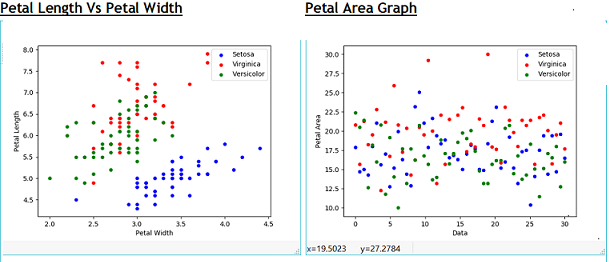 Petal Length Vs Petal Width
Petal Area Graph
Setosa
Virginica
Versicolor
8.0
7.5
7.0
6.5
6.0
5.5
5.0
4.5
Petal Length
2.0 2.5 3.0 3.5 4.0 4.5
Petal Width
Setosa
Virginica
Versicolor
30.0
27.5
25.0
22.5
20.0
17.5
15.0
12.5
10.0
Petal Area
0 5 10 15 20 25 30
Data
x=19.5023 y=27.2784